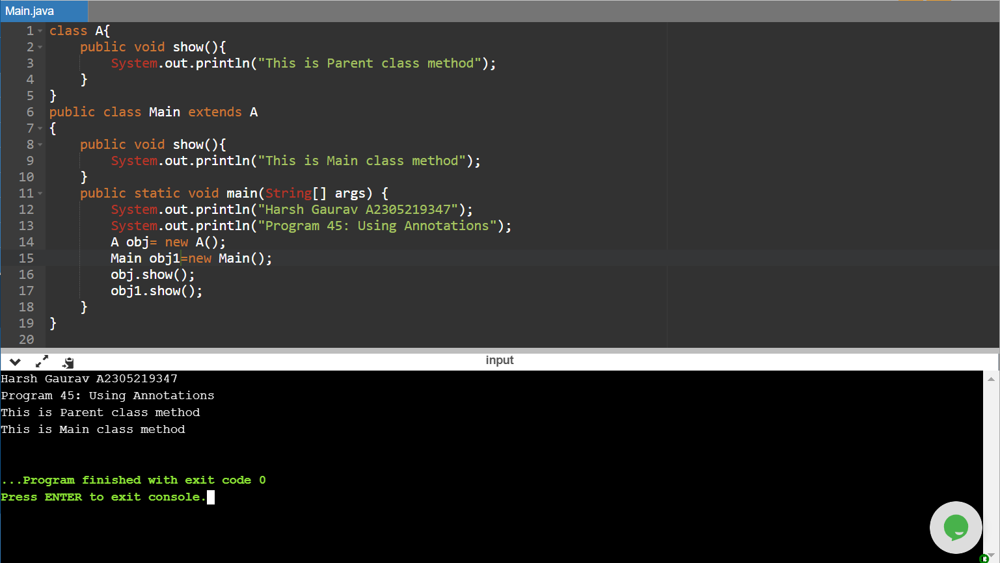 Main.java
1 class A{
2     public void show(){
3         System.out.println("This is Parent class method");
4     }
5 }
6 public class Main extends A
7 {
8     public void show(){
9         System.out.println("This is Main class method");
10     }
11     public static void main(String[] args) {
12         System.out.println("Harsh Gaurav A2305219347");
13         System.out.println("Program 45: Using Annotations");
14         A obj= new A();
15         Main obj1=new Main();
16         obj.show();
17         obj1.show();
18     }
19 }
20
input
Harsh Gaurav A2305219347
Program 45: Using Annotations
This is Parent class method
This is Main class method
...Program finished with exit code 0
Press ENTER to exit console.